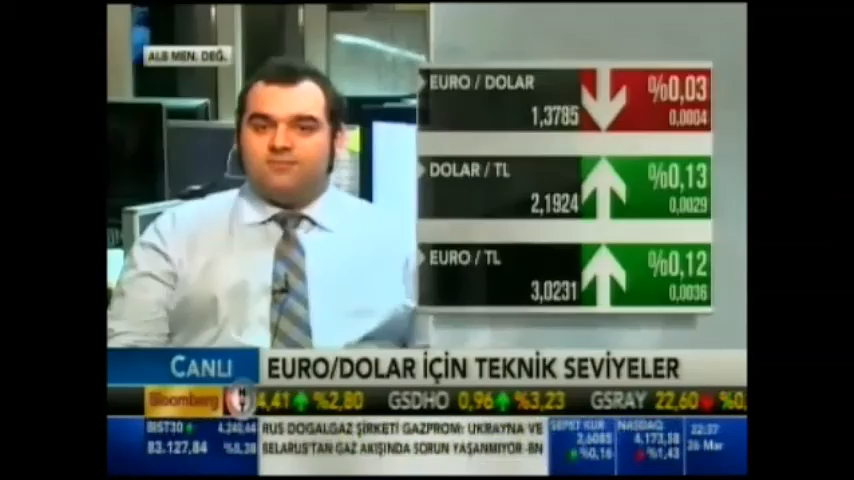 ALB MEN. DEĞ.
EURO / DOLAR
1,3785
%0,03
0,0004
DOLAR / TL
2,1924
%0,13
0,0029
EURO / TL
3,0231
%0,12
0,0036
CANLI
EURO/DOLAR İÇİN TEKNİK SEVİYELER
Bloomberg
4,41 %2,80 GSDHO 0,96 %3,23 GSRAY 22,60 %0,
BIST30
83.127,84
RUS DOĞALGAZ ŞİRKETİ GAZPROM: UKRAYNA VE
BELARUS'TAN GAZ AKIŞINDA SORUN YAŞANMIYOR -BN
SEPET KUR
2,6085
%0,16
NASDAQ
4.173,58
%1,43
22:37
26 Mar